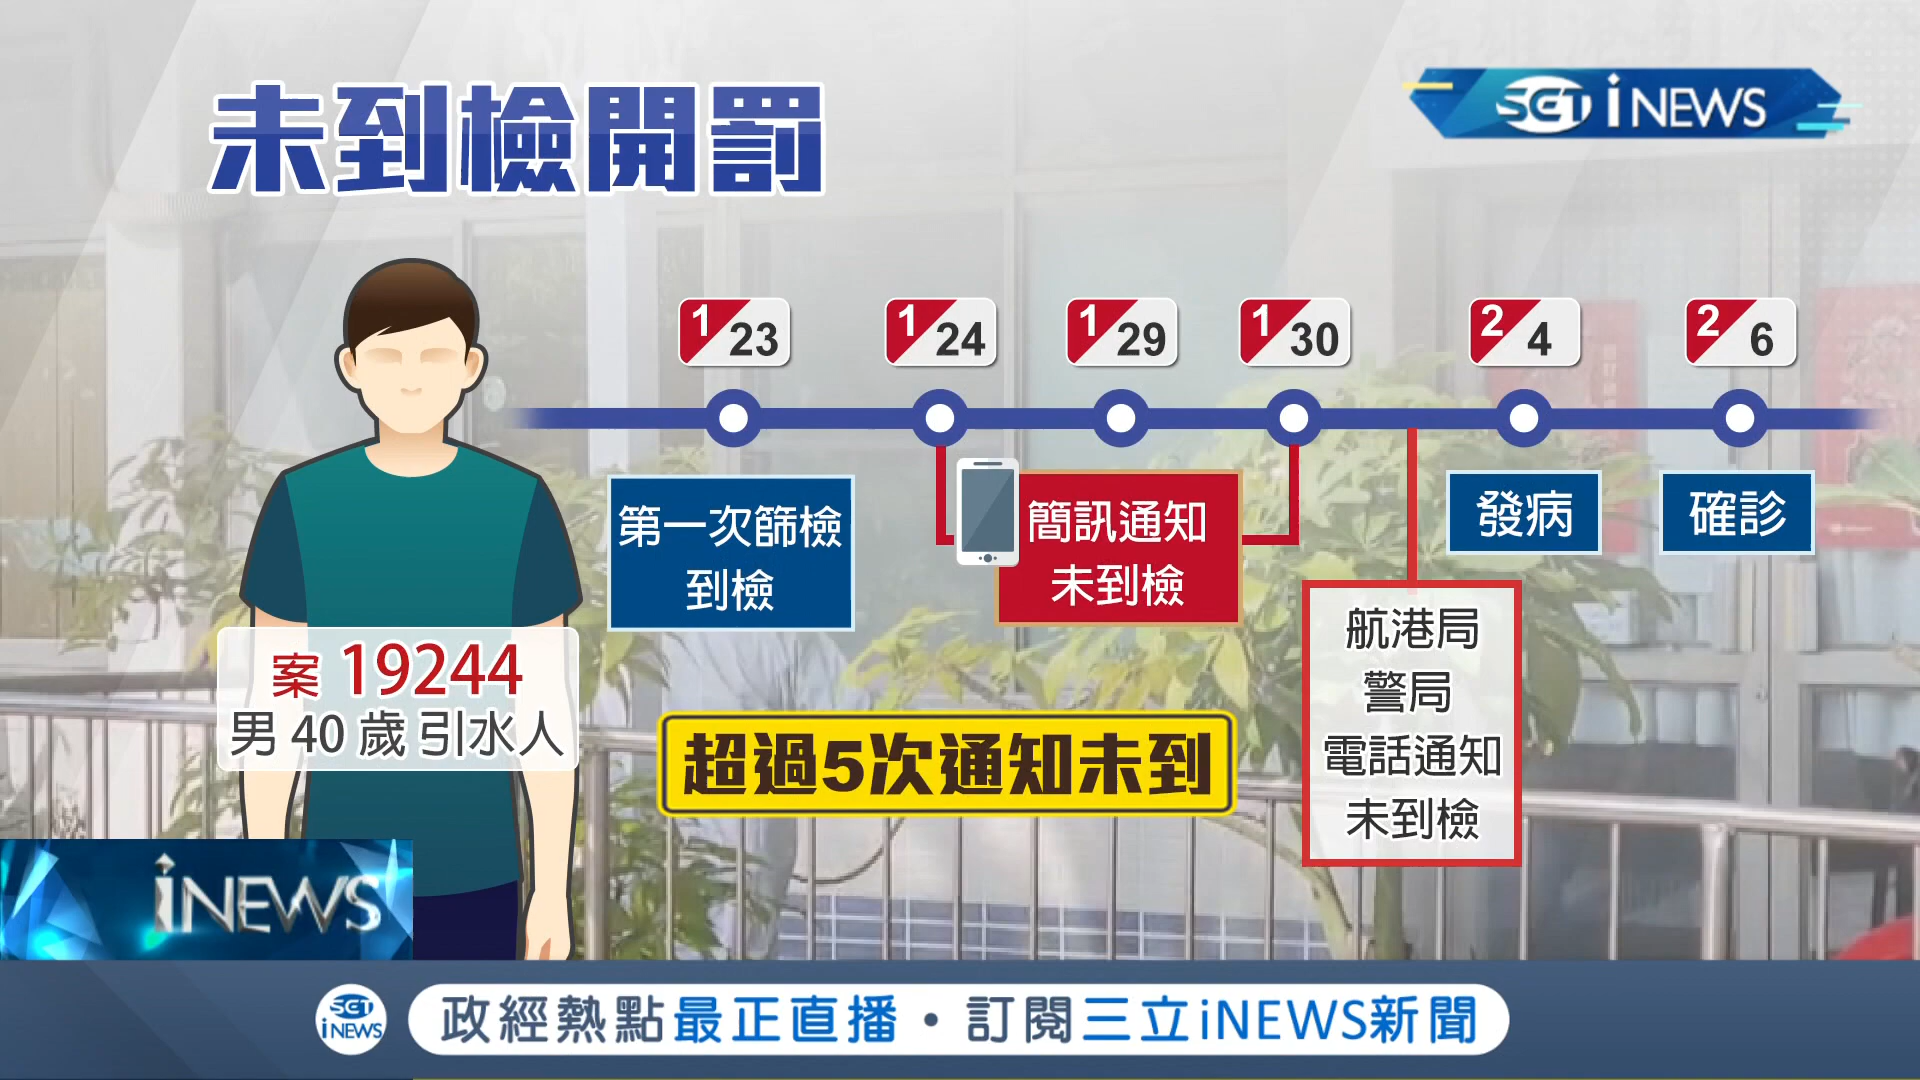 未到檢開罰
SET iNEWS
1 23
1 24
1 29
1 30
2 4
2 6
第一次篩檢
到檢
簡訊通知
未到檢
發病
確診
航港局
警局
電話通知
未到檢
案 19244
男 40 歲 引水人
超過5次通知未到
iNEWS
SET
iNEWS
政經熱點最正直播・訂閱三立iNEWS新聞